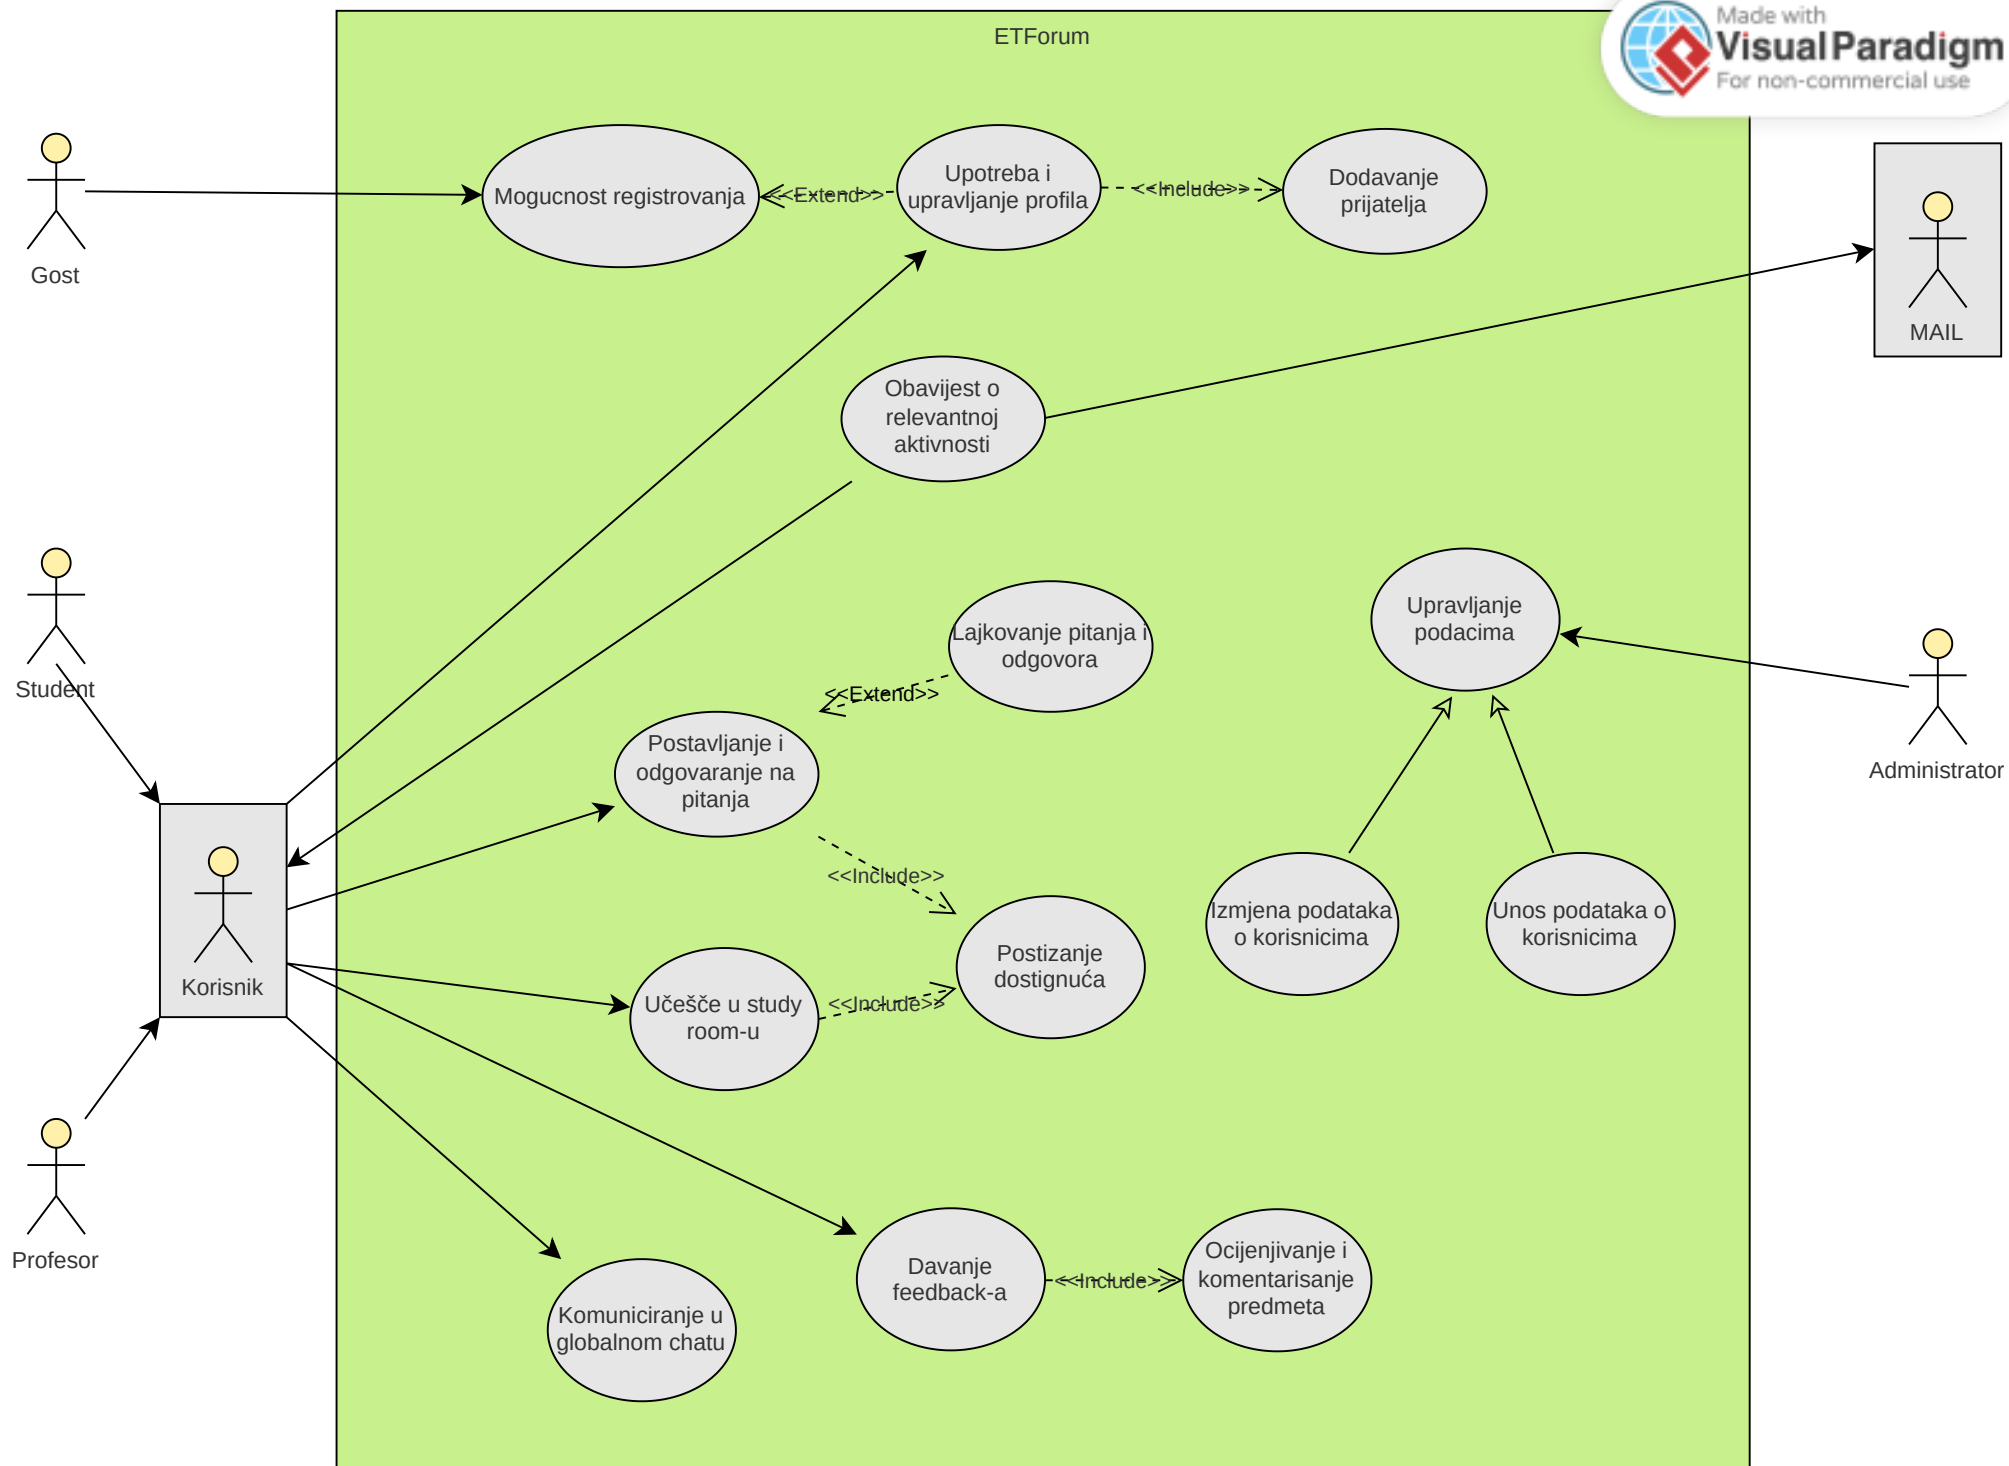 ETForum
Made with
Visual Paradigm
For non-commercial use
Gost
Mogucnost registrovanja
<<Extend>>
Upotreba i
upravljanje profila
<<Include>>
Dodavanje
prijatelja
MAIL
Obavijest o
relevantnoj
aktivnosti
Student
Lajkovanje pitanja i
odgovora
<<Extend>>
Upravljanje
podacima
Administrator
Postavljanje i
odgovaranje na
pitanja
<<Include>>
Korisnik
Izmjena podataka
o korisnicima
Unos podataka o
korisnicima
Postizanje
dostignuća
Učešče u study
room-u
<<Include>>
Profesor
Davanje
feedback-a
<<Include>>
Ocijenjivanje i
komentarisanje
predmeta
Komuniciranje u
globalnom chatu